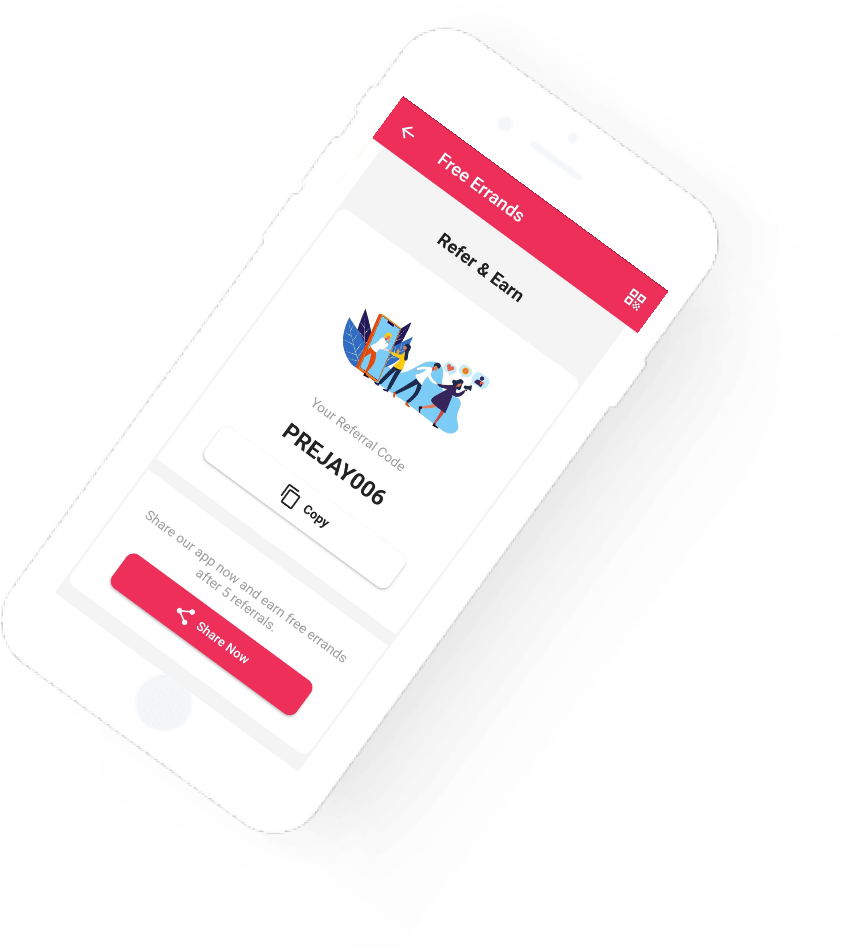 Free Errands
Refer & Earn
Your Referral Code
PREJAY006
Copy
Share our app now and earn free errands
after 5 referrals.
Share Now